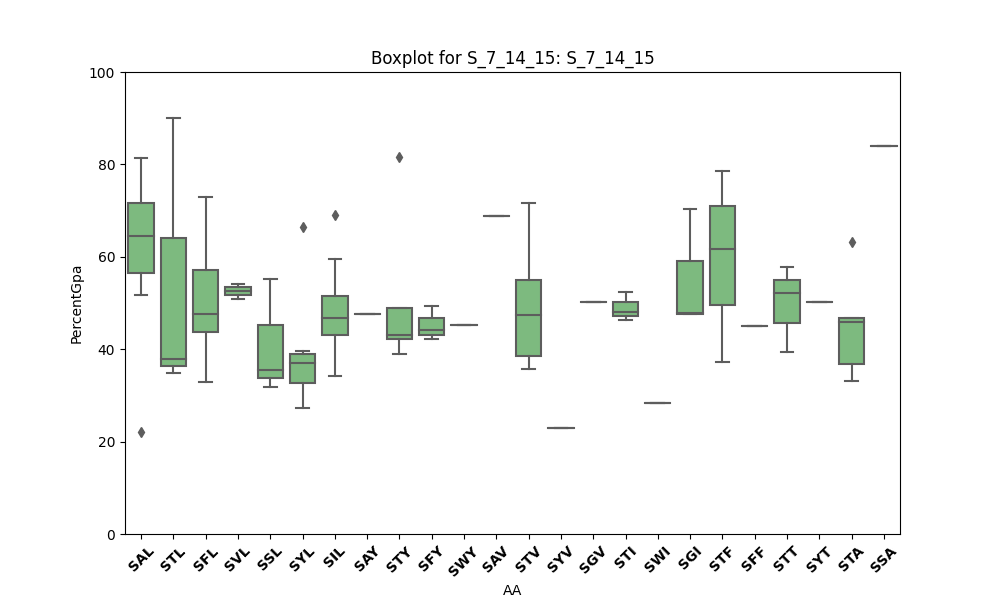 Boxplot for S_7_14_15: S_7_14_15
100
80
60
40
20
0
PercentGpa
SAL STL SFL SVL SSL SYL SIL SAY STY SFY SWY SAV STV SYV SGV STI SWI SGI STF SFF STT SYT STA SSA
AA